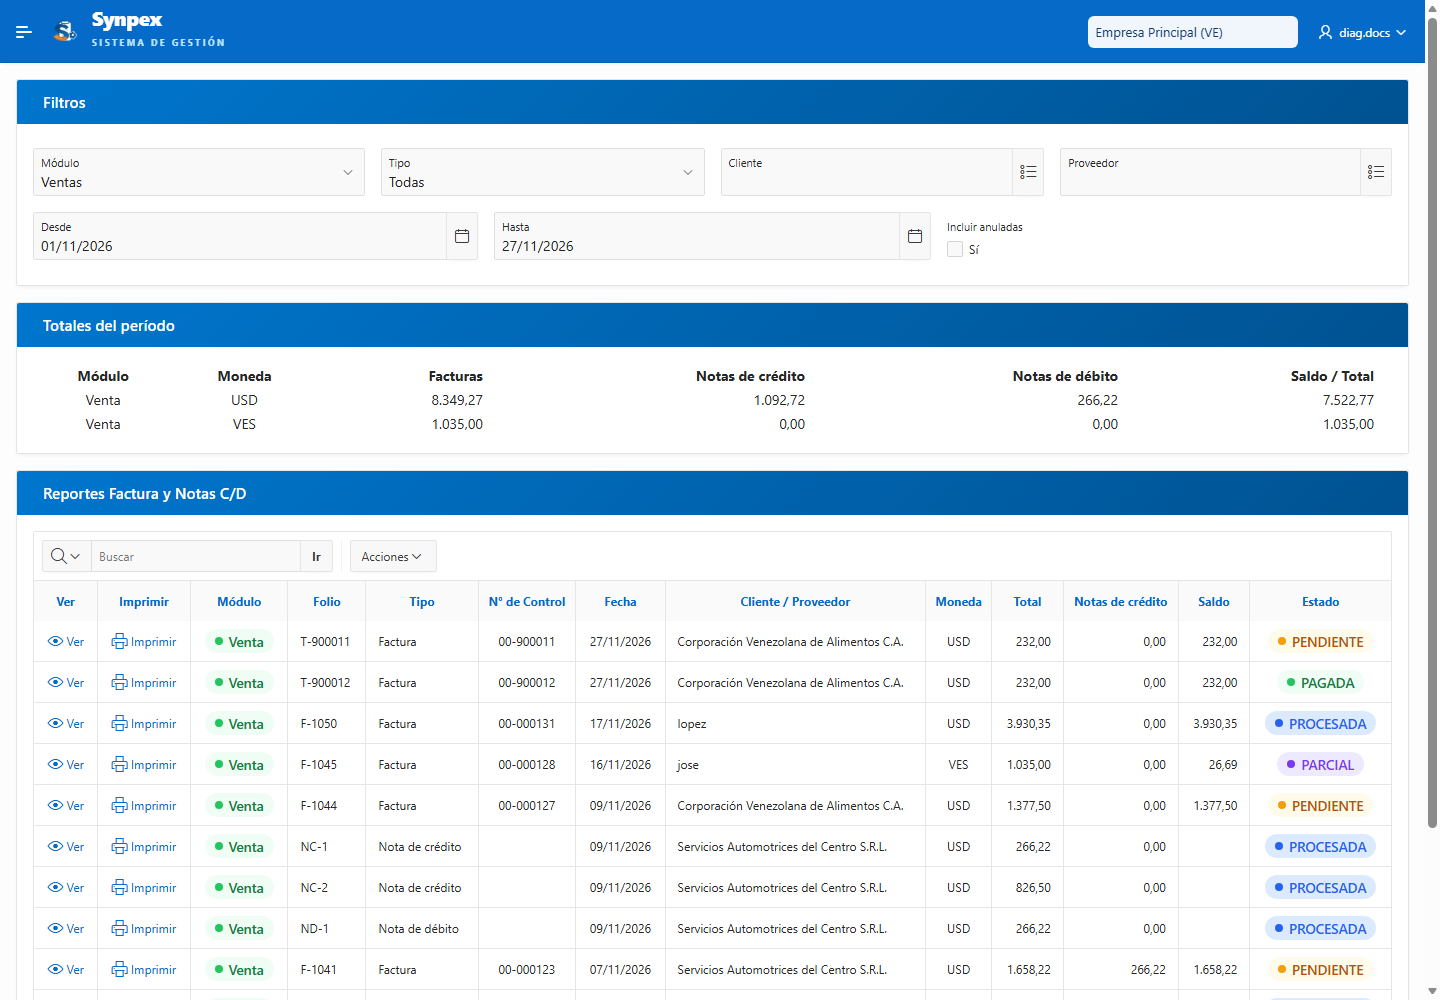 Synpex
SISTEMA DE GESTIÓN
Empresa Principal (VE)
diag.docs
Filtros
Módulo
Ventas
Tipo
Todas
Cliente
Proveedor
Desde
01/11/2026
Hasta
27/11/2026
Incluir anuladas
Sí
Totales del período
Módulo Moneda Facturas Notas de crédito Notas de débito Saldo / Total
Venta USD 8.349,27 1.092,72 266,22 7.522,77
Venta VES 1.035,00 0,00 0,00 1.035,00
Reportes Factura y Notas C/D
Buscar Ir Acciones
Ver Imprimir Módulo Folio Tipo N° de Control Fecha Cliente / Proveedor Moneda Total Notas de crédito Saldo Estado
Ver Imprimir Venta T-900011 Factura 00-900011 27/11/2026 Corporación Venezolana de Alimentos C.A. USD 232,00 0,00 232,00 PENDIENTE
Ver Imprimir Venta T-900012 Factura 00-900012 27/11/2026 Corporación Venezolana de Alimentos C.A. USD 232,00 0,00 232,00 PAGADA
Ver Imprimir Venta F-1050 Factura 00-000131 17/11/2026 lopez USD 3.930,35 0,00 3.930,35 PROCESADA
Ver Imprimir Venta F-1045 Factura 00-000128 16/11/2026 jose VES 1.035,00 0,00 26,69 PARCIAL
Ver Imprimir Venta F-1044 Factura 00-000127 09/11/2026 Corporación Venezolana de Alimentos C.A. USD 1.377,50 0,00 1.377,50 PENDIENTE
Ver Imprimir Venta NC-1 Nota de crédito 09/11/2026 Servicios Automotrices del Centro S.R.L. USD 266,22 0,00 PROCESADA
Ver Imprimir Venta NC-2 Nota de crédito 09/11/2026 Servicios Automotrices del Centro S.R.L. USD 826,50 0,00 PROCESADA
Ver Imprimir Venta ND-1 Nota de débito 09/11/2026 Servicios Automotrices del Centro S.R.L. USD 266,22 0,00 PROCESADA
Ver Imprimir Venta F-1041 Factura 00-000123 07/11/2026 Servicios Automotrices del Centro S.R.L. USD 1.658,22 266,22 1.658,22 PENDIENTE